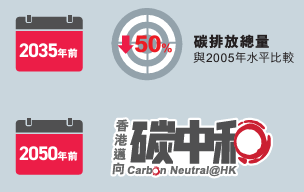 2035年前
50%
碳排放總量
與2005年水平比較
2050年前
香港邁向
碳中和
Carbon Neutral@HK